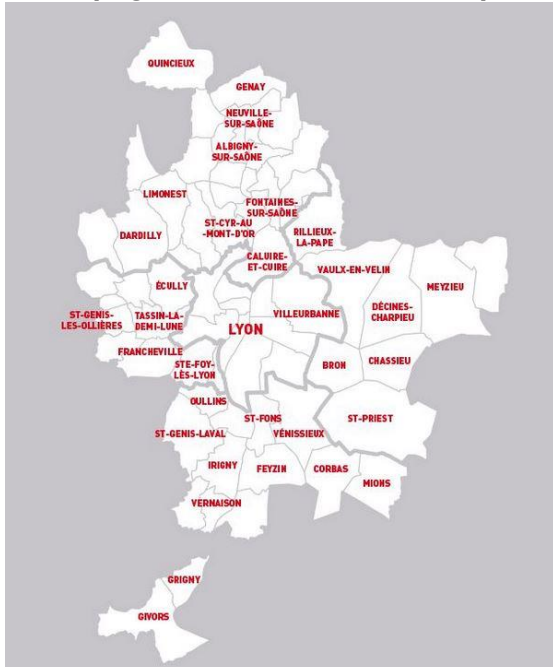 QUINCIEUX
GENAY
NEUVILLE-
SUR-SAÔNE
ALBIGNY-
SUR-SAÔNE
LIMONEST
FONTAINES-
SUR-SAÔNE
ST-CYR-AU
-MONT-D'OR
DARDILLY
RILLIEUX-
LA-PAPE
CALUIRE-
ET-CUIRE
VAULX-EN-VELIN
ÉCULLY
MEYZIEU
DÉCINES-
CHARPIEU
ST-GENIS-
LES-OLLIÈRES
TASSIN-LA-
DEMI-LUNE
VILLEURBANNE
LYON
FRANCHEVILLE
STE-FOY-
LÈS-LYON
BRON
CHASSIEU
OULLINS
ST-FONS
ST-PRIEST
ST-GENIS-LAVAL
VÉNISSIEUX
IRIGNY
FEYZIN
CORBAS
MIONS
VERNAISON
GRIGNY
GIVORS